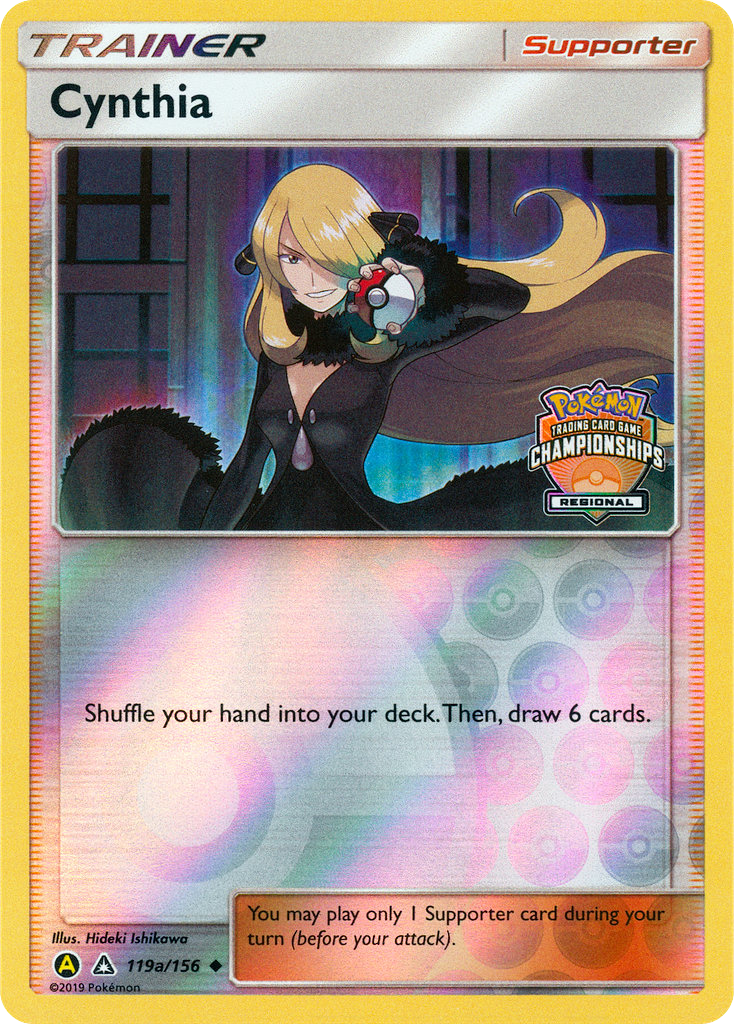 TRAINER
Supporter
Cynthia
Pokémon
TRADING CARD GAME
CHAMPIONSHIPS
REGIONAL
Shuffle your hand into your deck. Then, draw 6 cards.
You may play only 1 Supporter card during your
turn (before your attack).
Illus. Hideki Ishikawa
A 119a/156
©2019 Pokémon